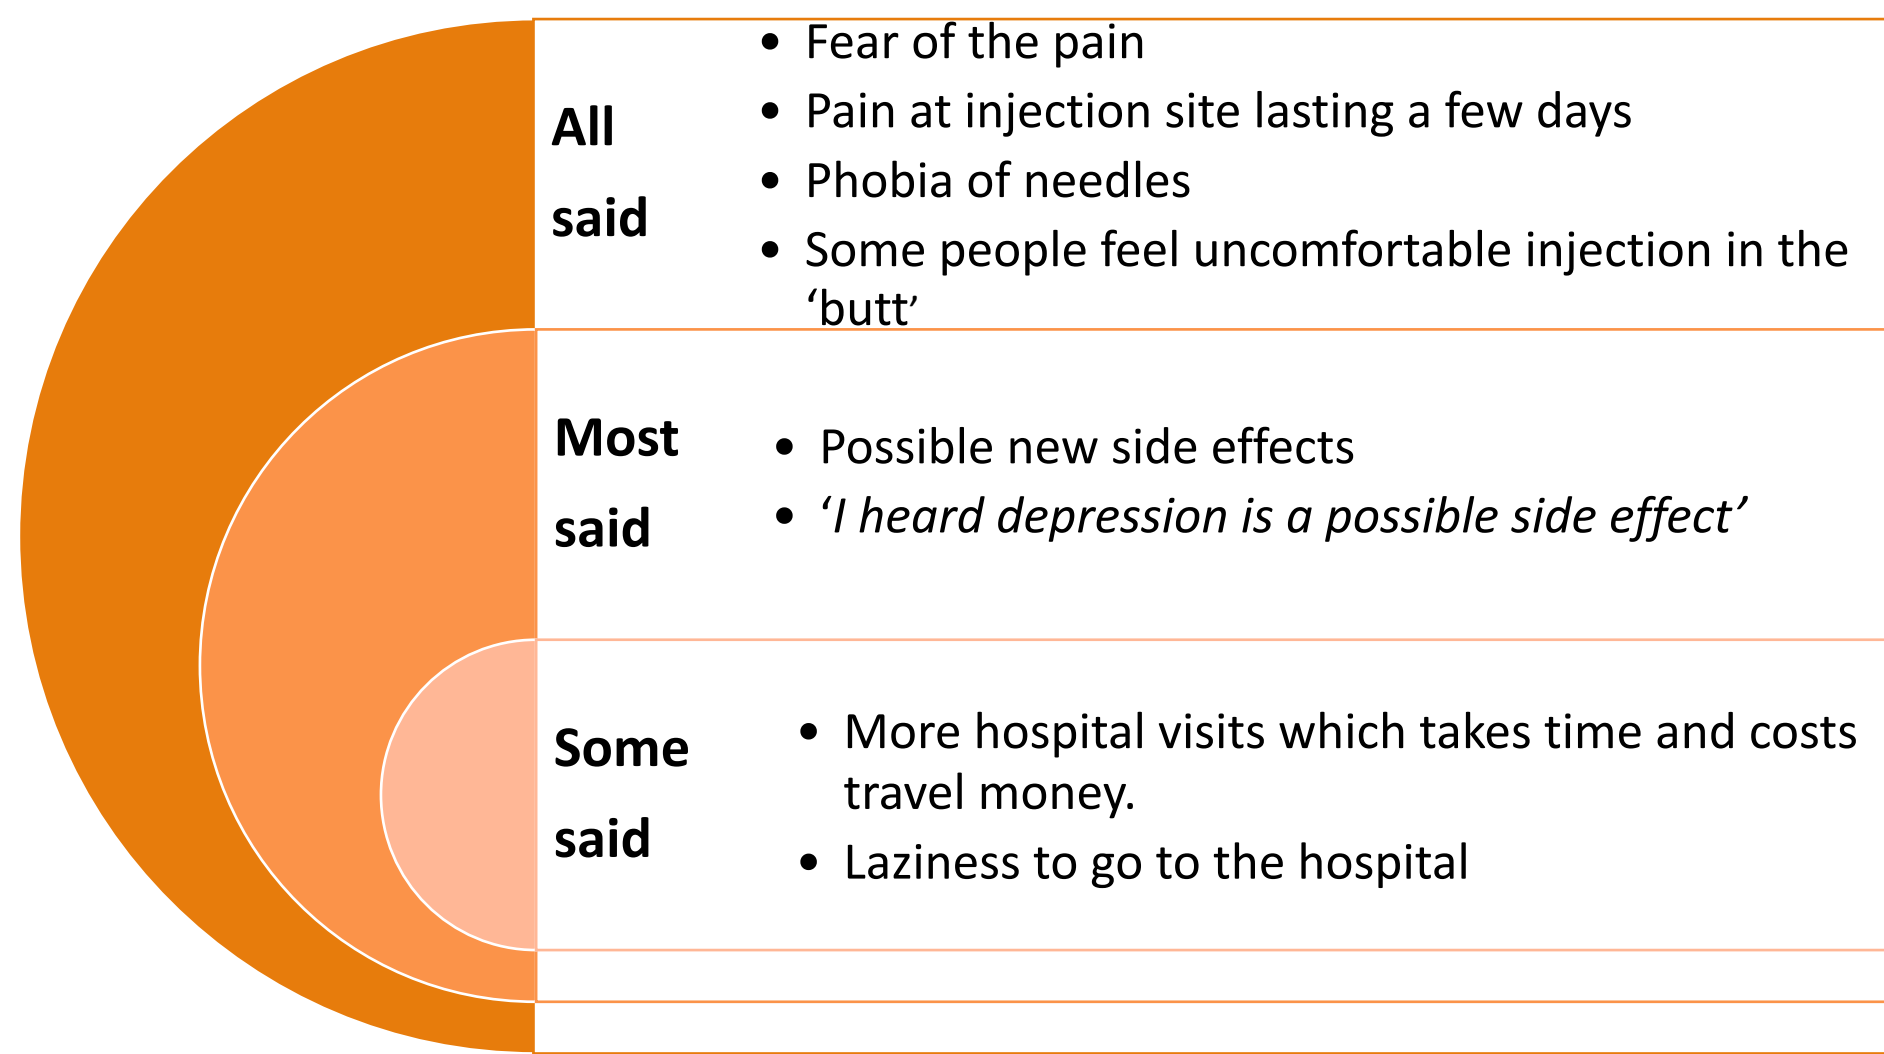 All
said
• Fear of the pain
• Pain at injection site lasting a few days
• Phobia of needles
• Some people feel uncomfortable injection in the
‘butt’
Most
said
• Possible new side effects
• ‘I heard depression is a possible side effect’
Some
said
• More hospital visits which takes time and costs
travel money.
• Laziness to go to the hospital